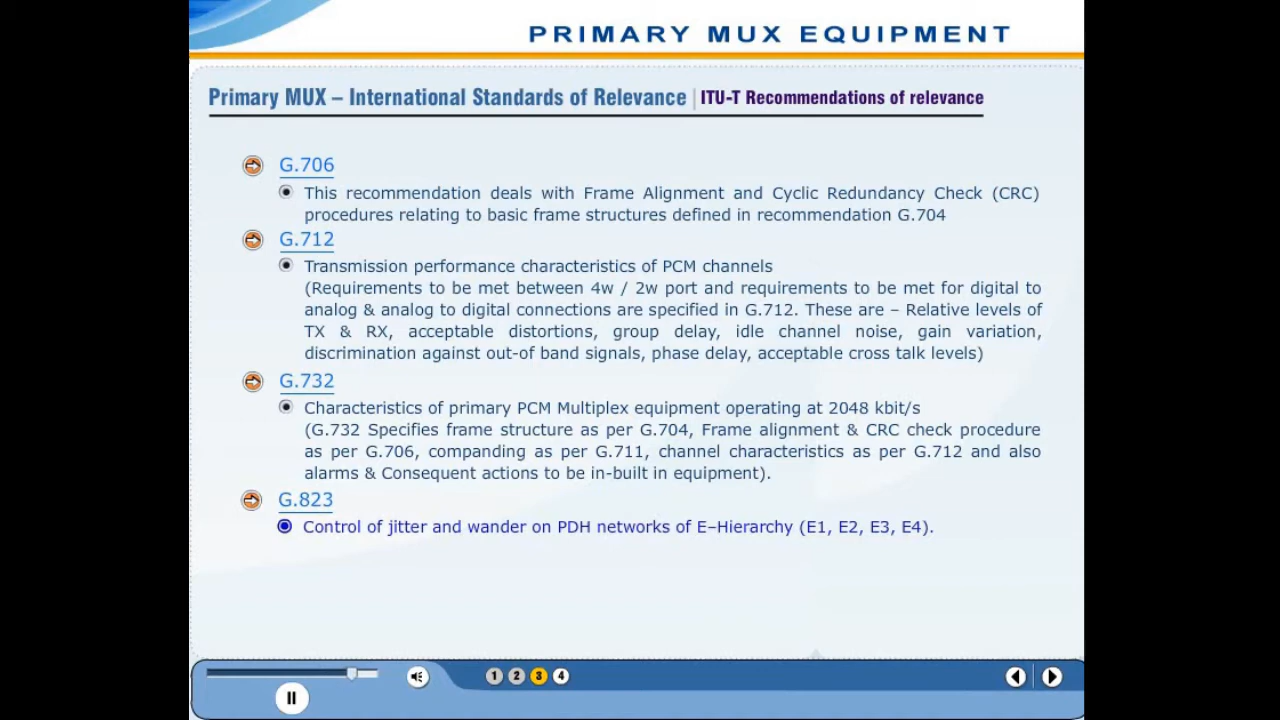 PRIMARY MUX EQUIPMENT
Primary MUX – International Standards of Relevance | ITU-T Recommendations of relevance
G.706
This recommendation deals with Frame Alignment and Cyclic Redundancy Check (CRC)
procedures relating to basic frame structures defined in recommendation G.704
G.712
Transmission performance characteristics of PCM channels
(Requirements to be met between 4w / 2w port and requirements to be met for digital to
analog & analog to digital connections are specified in G.712. These are – Relative levels of
TX & RX, acceptable distortions, group delay, idle channel noise, gain variation,
discrimination against out-of band signals, phase delay, acceptable cross talk levels)
G.732
Characteristics of primary PCM Multiplex equipment operating at 2048 kbit/s
(G.732 Specifies frame structure as per G.704, Frame alignment & CRC check procedure
as per G.706, companding as per G.711, channel characteristics as per G.712 and also
alarms & Consequent actions to be in-built in equipment).
G.823
Control of jitter and wander on PDH networks of E–Hierarchy (E1, E2, E3, E4).
1 2 3 4